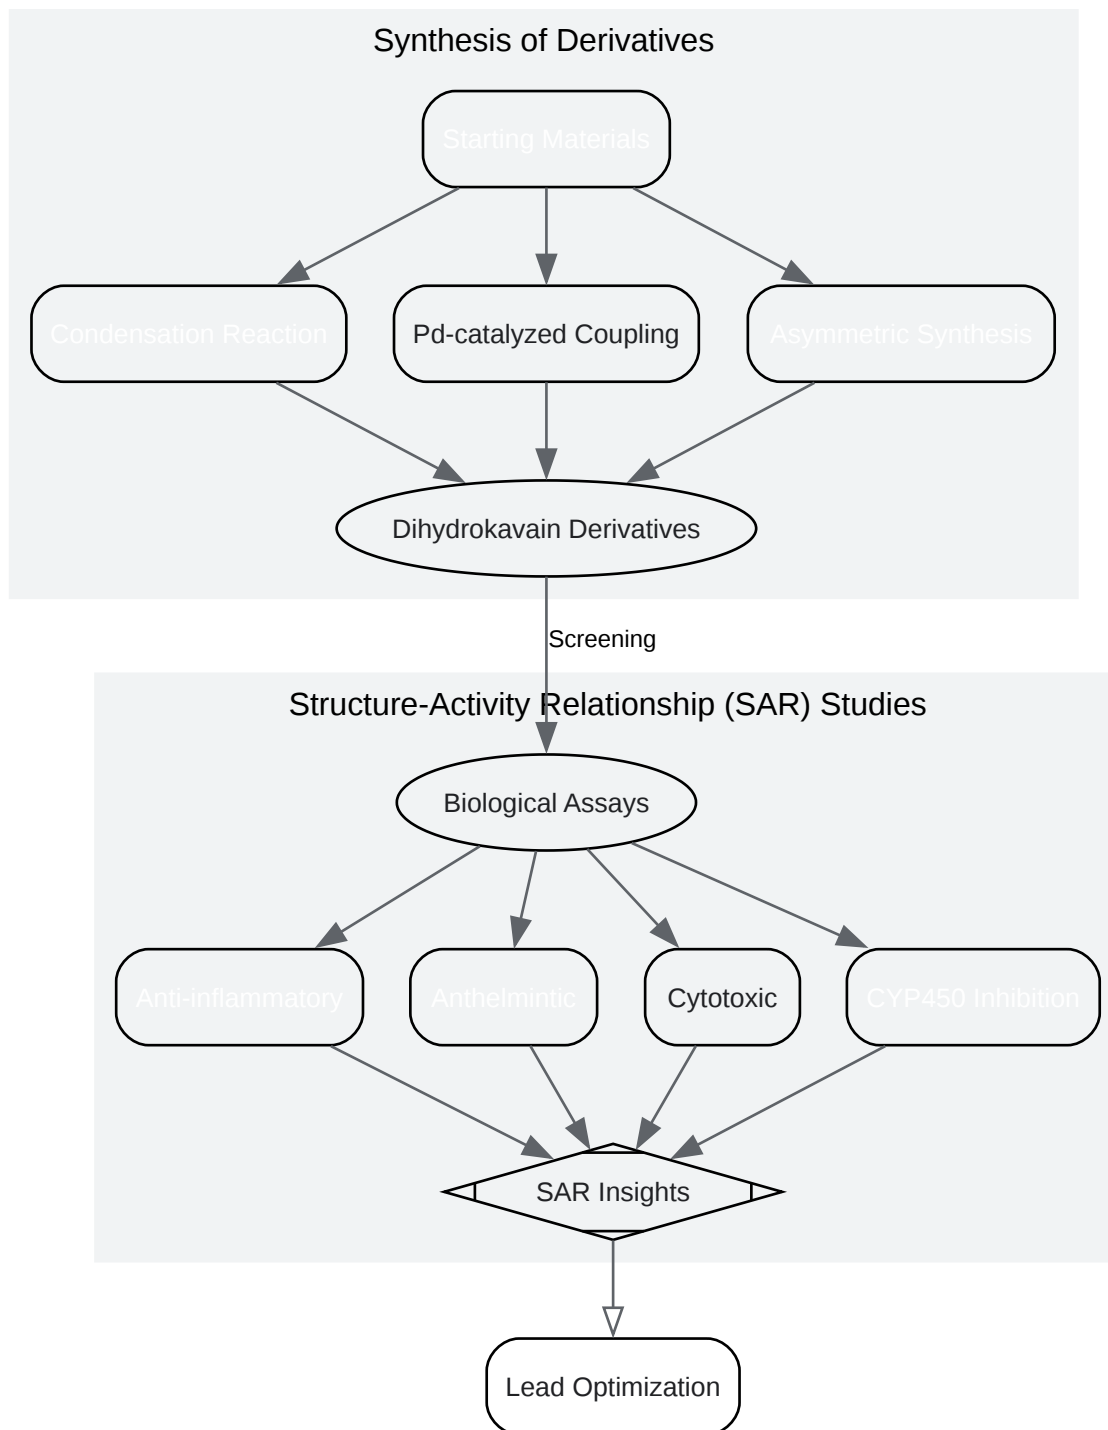 Synthesis of Derivatives
Starting Materials
Condensation Reaction
Pd-catalyzed Coupling
Asymmetric Synthesis
Dihydrokavain Derivatives
Screening
Structure-Activity Relationship (SAR) Studies
Biological Assays
Anti-inflammatory
Anthelmintic
Cytotoxic
CYP450 Inhibition
SAR Insights
Lead Optimization